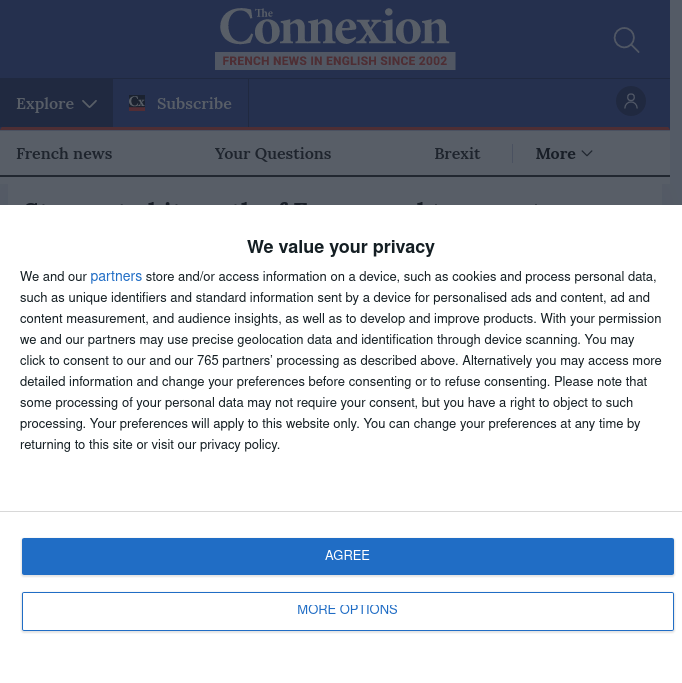 The
Connexion
FRENCH NEWS IN ENGLISH SINCE 2002
Explore
Cx Subscribe
French news
Your Questions
Brexit
More
We value your privacy
We and our partners store and/or access information on a device, such as cookies and process personal data,
such as unique identifiers and standard information sent by a device for personalised ads and content, ad and
content measurement, and audience insights, as well as to develop and improve products. With your permission
we and our partners may use precise geolocation data and identification through device scanning. You may
click to consent to our and our 765 partners’ processing as described above. Alternatively you may access more
detailed information and change your preferences before consenting or to refuse consenting. Please note that
some processing of your personal data may not require your consent, but you have a right to object to such
processing. Your preferences will apply to this website only. You can change your preferences at any time by
returning to this site or visit our privacy policy.
AGREE
MORE OPTIONS